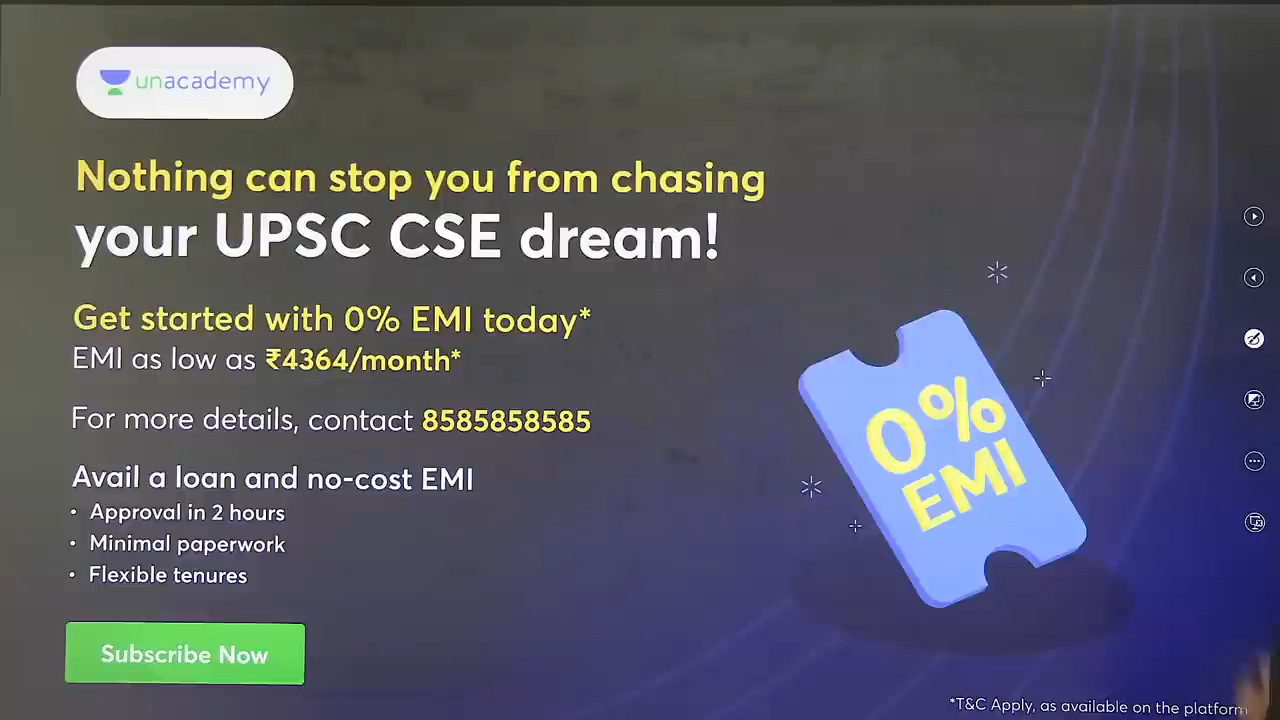 unacademy
Nothing can stop you from chasing
your UPSC CSE dream!
Get started with 0% EMI today*
EMI as low as ₹4364/month*
For more details, contact 8585858585
Avail a loan and no-cost EMI
• Approval in 2 hours
• Minimal paperwork
• Flexible tenures
Subscribe Now
0%
EMI
*T&C Apply, as available on the platform